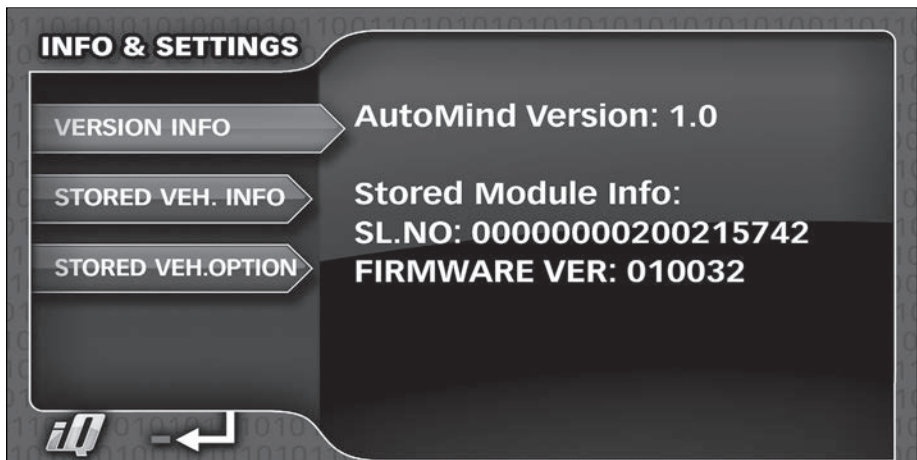 INFO & SETTINGS
VERSION INFO
STORED VEH. INFO
STORED VEH.OPTION
AutoMind Version: 1.0
Stored Module Info:
SL.NO: 00000000200215742
FIRMWARE VER: 010032
iQ